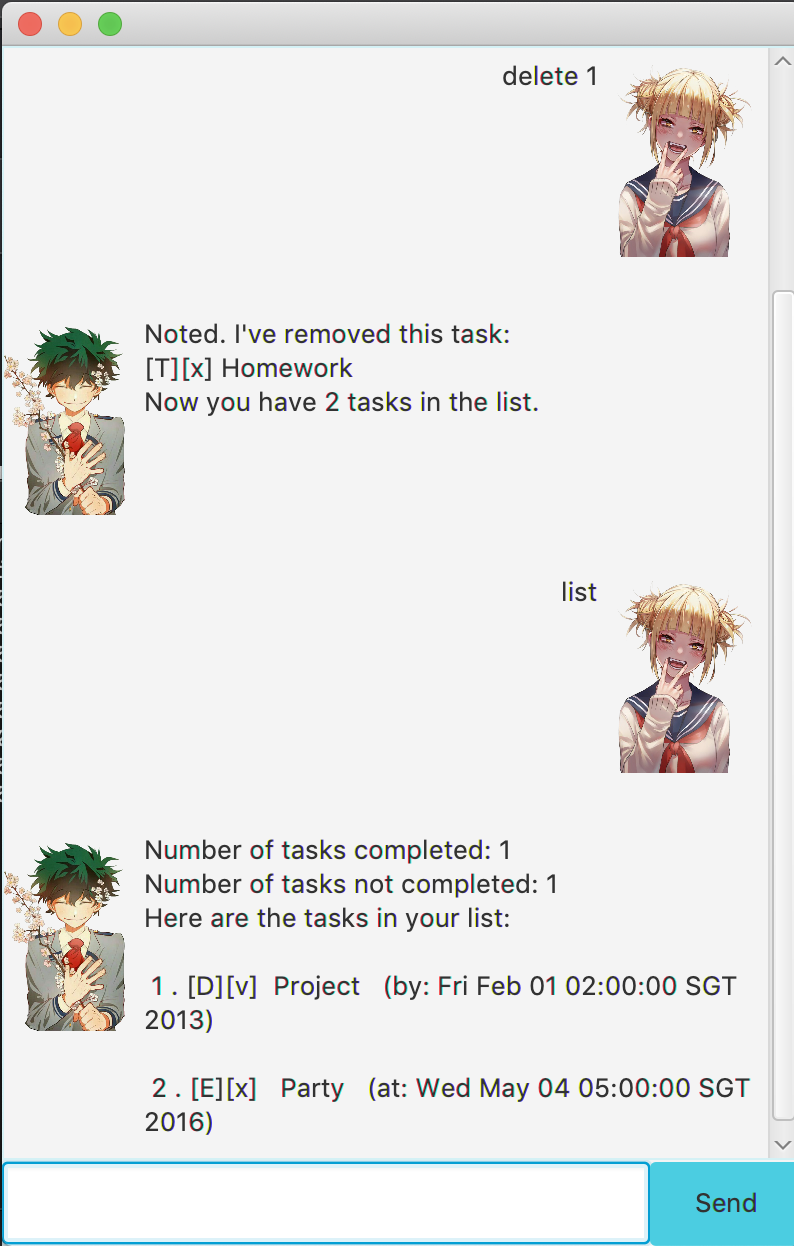 delete 1
Noted. I've removed this task:
[T][x] Homework
Now you have 2 tasks in the list.
list
Number of tasks completed: 1
Number of tasks not completed: 1
Here are the tasks in your list:
1 . [D][v] Project (by: Fri Feb 01 02:00:00 SGT
2013)
2 . [E][x] Party (at: Wed May 04 05:00:00 SGT
2016)
Send